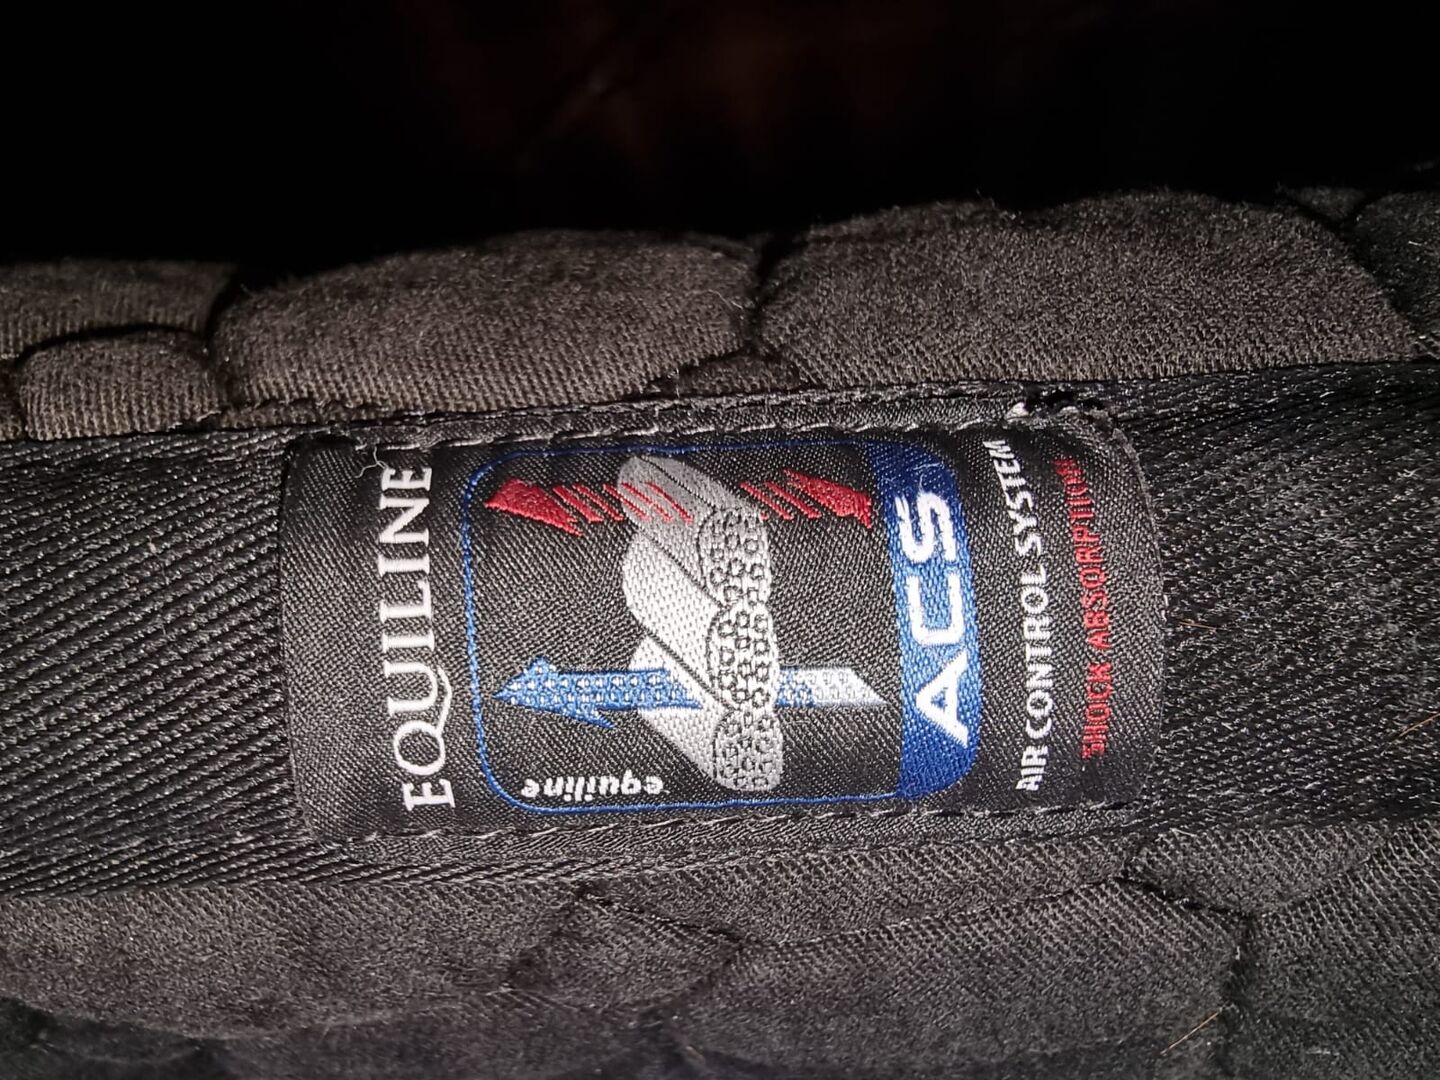 EQUILINE
equiline
ACS
AIR CONTROL SYSTEM
SHOCK ABSORPTION